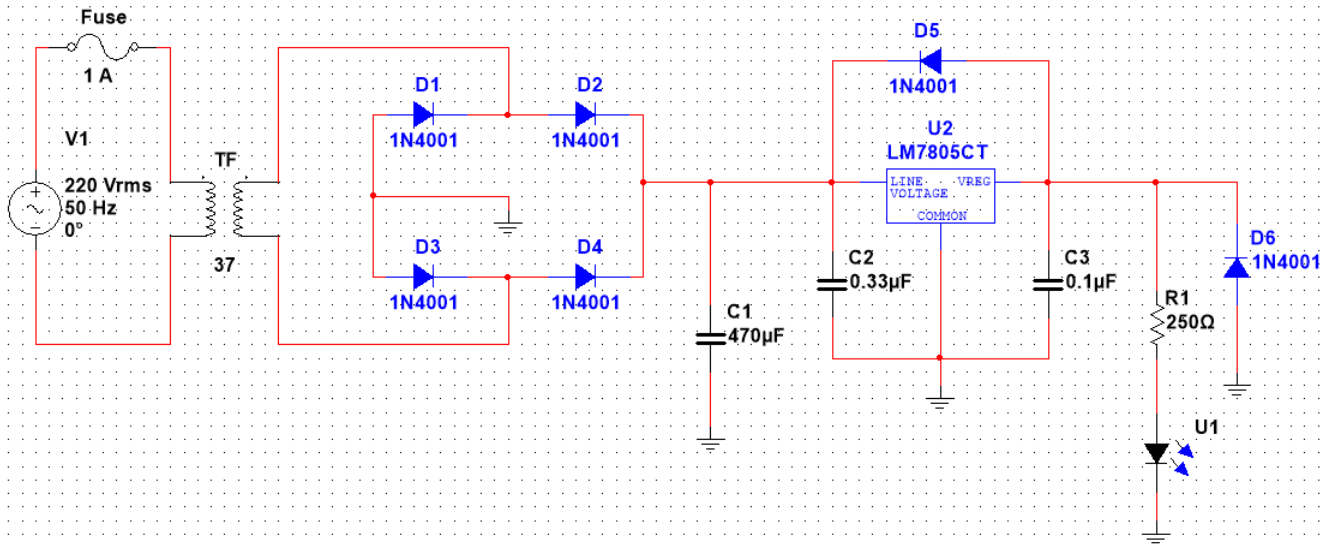 Fuse
1 A
V1
220 Vrms
50 Hz
0°
TF
37
D1
1N4001
D2
1N4001
D3
1N4001
D4
1N4001
C1
470µF
D5
1N4001
U2
LM7805CT
LINE VREG
VOLTAGE
COMMON
C2
0.33µF
C3
0.1µF
R1
250Ω
D6
1N4001
U1